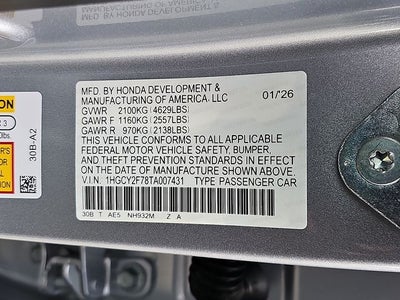 MFD. BY HONDA DEVELOPMENT &
MANUFACTURING OF AMERICA, LLC 01/26
GVWR 2100KG (4629LBS)
GAWR F 1160KG (2557LBS)
GAWR R 970KG (2138LBS)
THIS VEHICLE CONFORMS TO ALL APPLICABLE
FEDERAL MOTOR VEHICLE SAFETY, BUMPER,
AND THEFT PREVENTION STANDARDS IN EFFECT
ON THE DATE OF MANUFACTURE SHOWN ABOVE.
V.I.N. 1HGCY2F78TA007431 TYPE PASSENGER CAR
30B T AE5 NH932M Z A
30B-A2